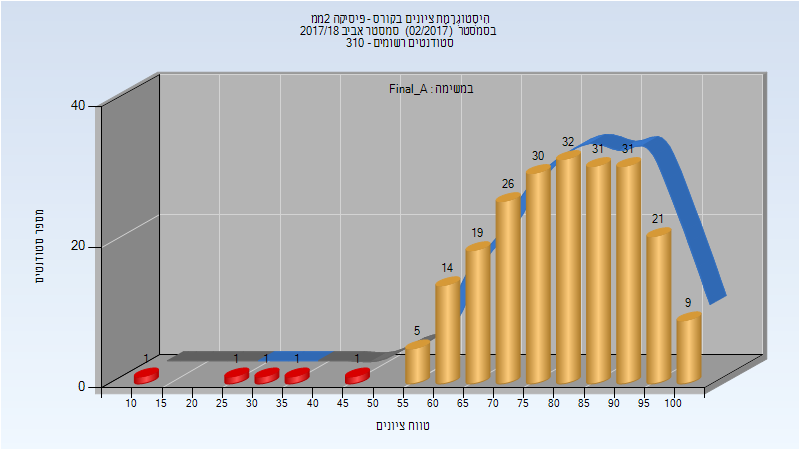 היסטוגרמת ציונים בקורס - פיסיקה 2ממ
בסמסטר (02/2017) סמסטר אביב 2017/18
סטודנטים רשומים - 310
במשימה : Final_A
מספר סטודנטים
40
20
0
1 1 1 1 1 5 14 19 26 30 32 31 31 21 9
10 15 20 25 30 35 40 45 50 55 60 65 70 75 80 85 90 95 100
טווח ציונים